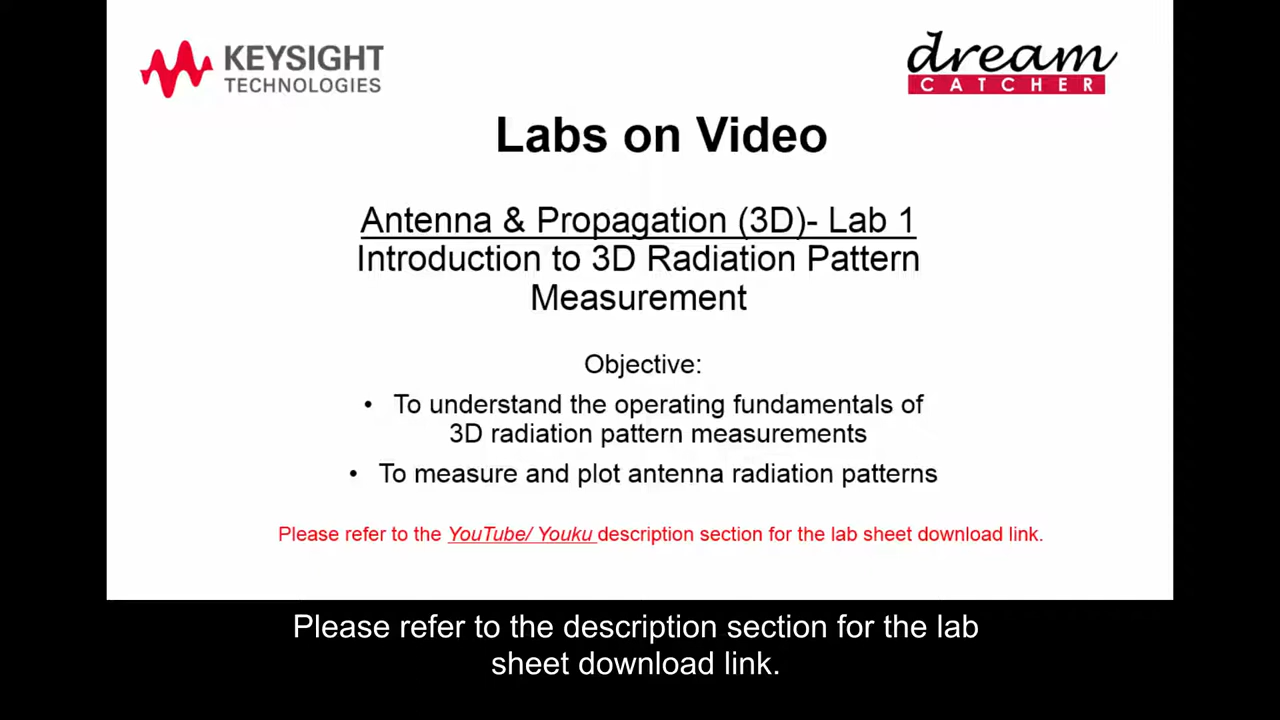 KEYSIGHT
TECHNOLOGIES
dream
CATCHER
Labs on Video
Antenna & Propagation (3D)- Lab 1
Introduction to 3D Radiation Pattern
Measurement
Objective:
• To understand the operating fundamentals of
3D radiation pattern measurements
• To measure and plot antenna radiation patterns
Please refer to the YouTube/ Youku description section for the lab sheet download link.
Please refer to the description section for the lab
sheet download link.